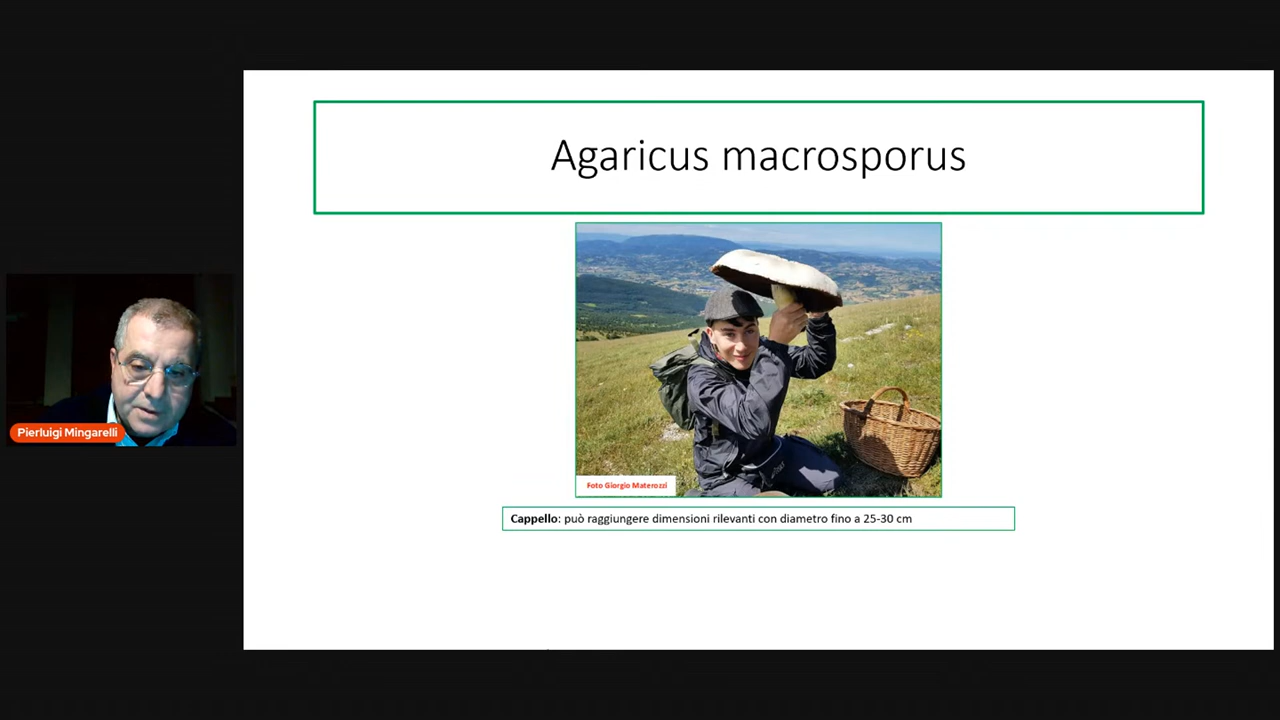 Agaricus macrosporus
Pierluigi Mingarelli
Foto Giorgio Materozzi
Cappello: può raggiungere dimensioni rilevanti con diametro fino a 25-30 cm